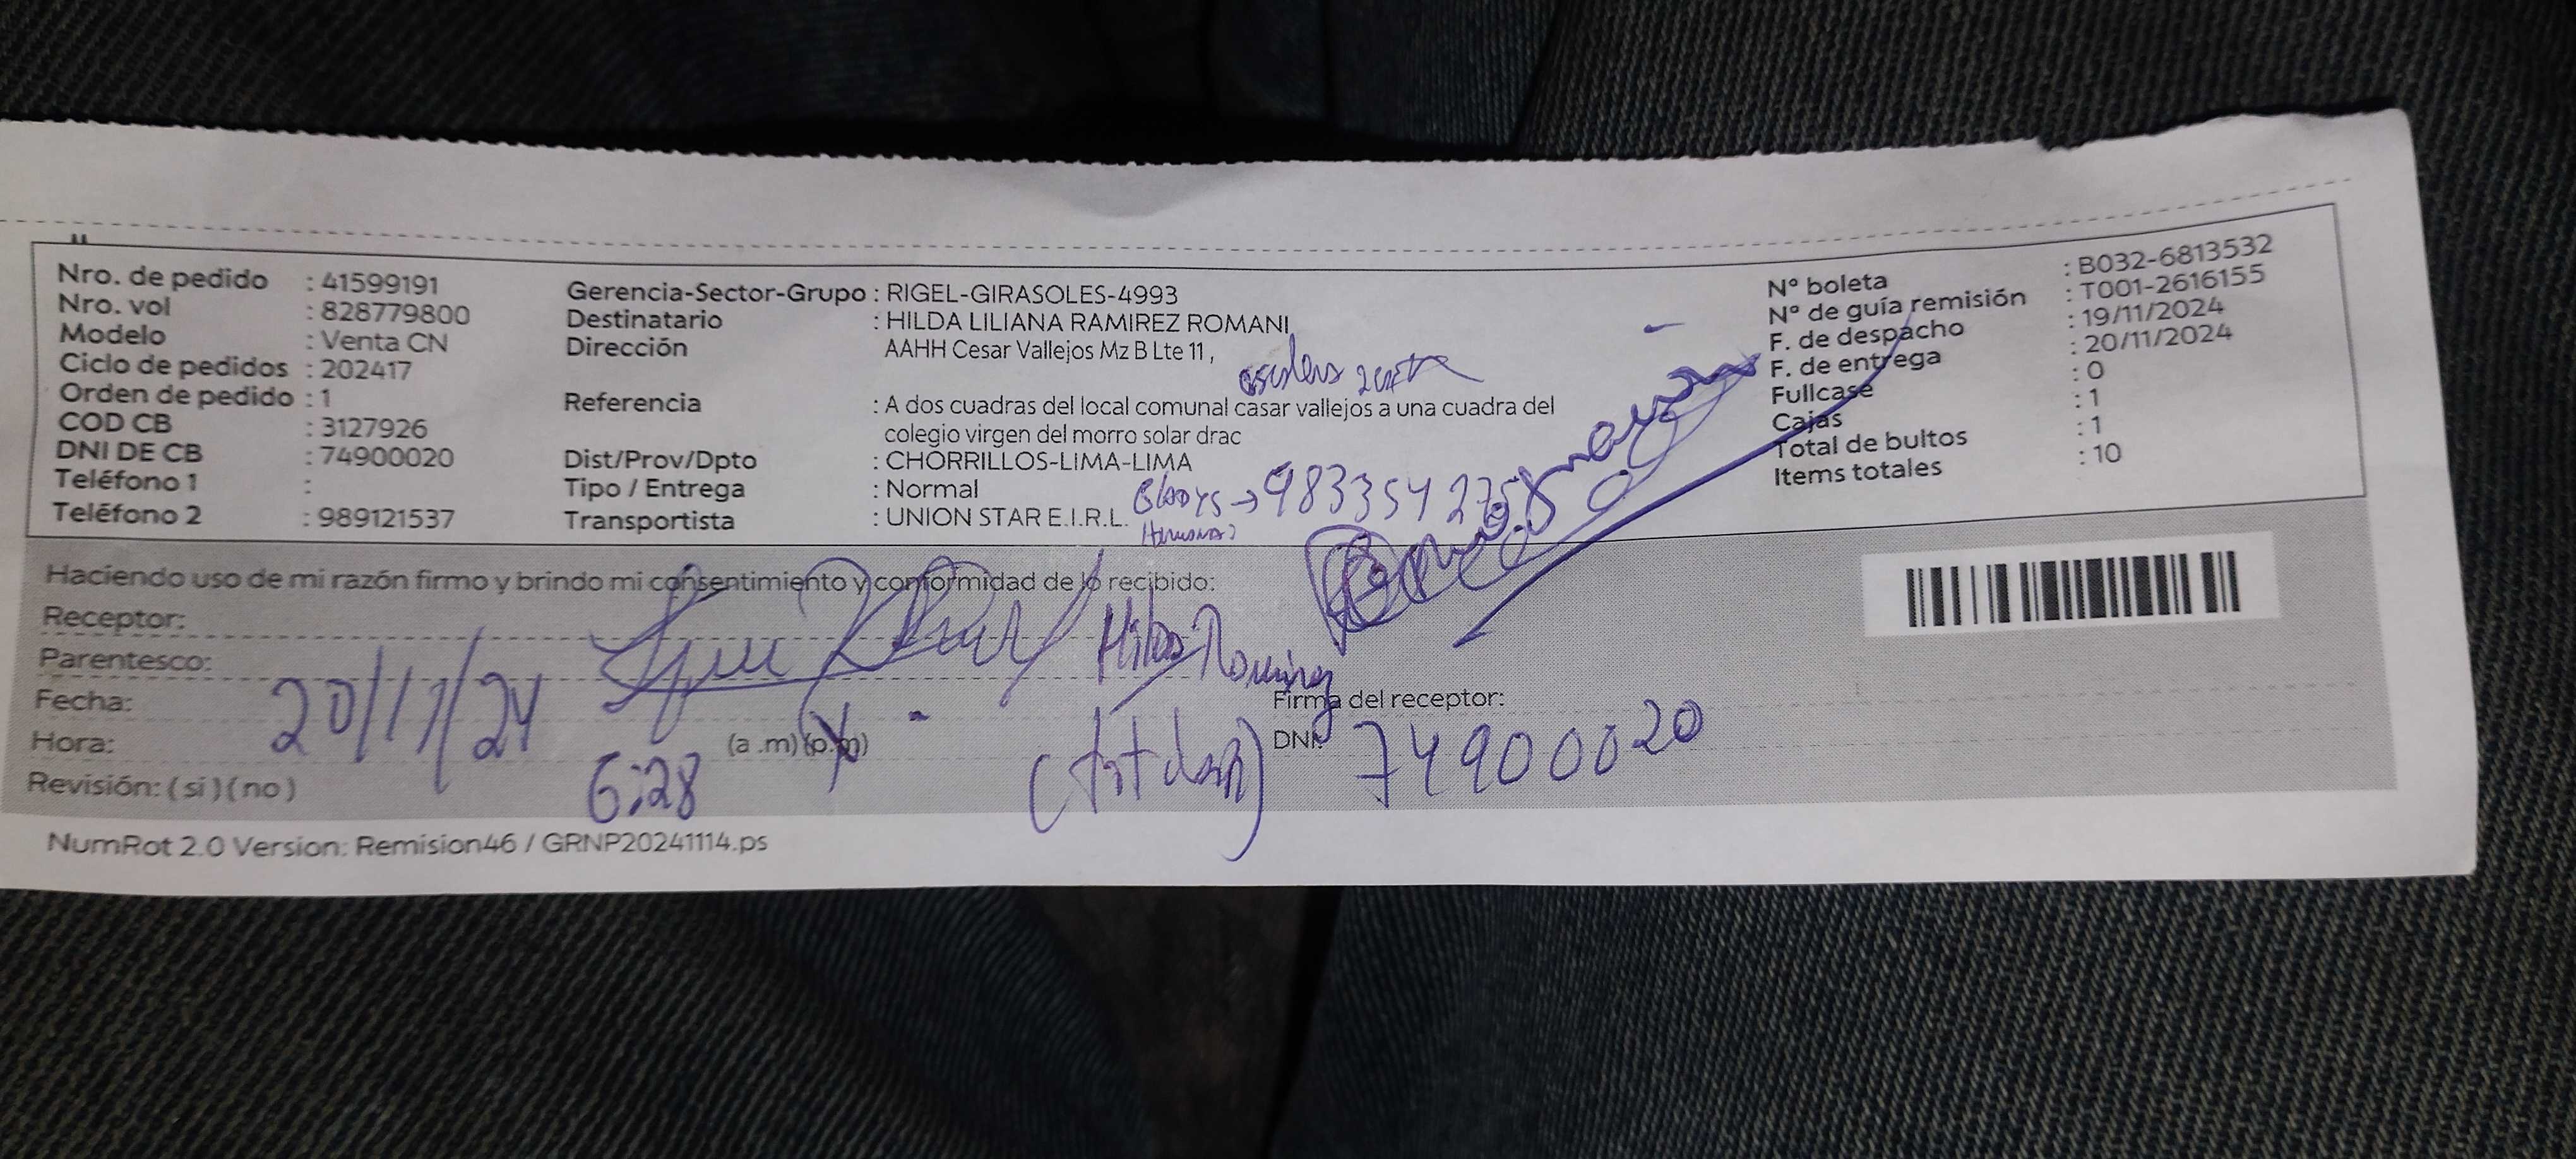 Nro. de pedido : 41599191
Nro. vol : 828779800
Modelo : Venta CN
Ciclo de pedidos : 202417
Orden de pedido : 1
COD CB : 3127926
DNI DE CB : 74900020
Teléfono 1 :
Teléfono 2 : 989121537
Gerencia-Sector-Grupo : RIGEL-GIRASOLES-4993
Destinatario : HILDA LILIANA RAMIREZ ROMANI
Dirección AAHH Cesar Vallejos Mz B Lte 11 ,
Referencia : A dos cuadras del local comunal casar vallejos a una cuadra del
colegio virgen del morro solar drac
Dist/Prov/Dpto : CHORRILLOS-LIMA-LIMA
Tipo / Entrega : Normal
Transportista : UNION STAR E.I.R.L.
Gladys → 983354275
N° boleta : B032-6813532
N° de guía remisión : T001-2616155
F. de despacho : 19/11/2024
F. de entrega : 20/11/2024
Fullcase : 0
Cajas : 1
Total de bultos : 1
Items totales : 10
Haciendo uso de mi razón firmo y brindo mi consentimiento y conformidad de lo recibido:
Receptor:
Parentesco:
Fecha: 20/11/24
Hora: 6:28 (a .m) (p.m)
Revisión: ( si ) ( no )
Hilda Ramirez
(titular)
Firma del receptor:
DNI: 74900020
NumRot 2.0 Version: Remision46 / GRNP20241114.ps